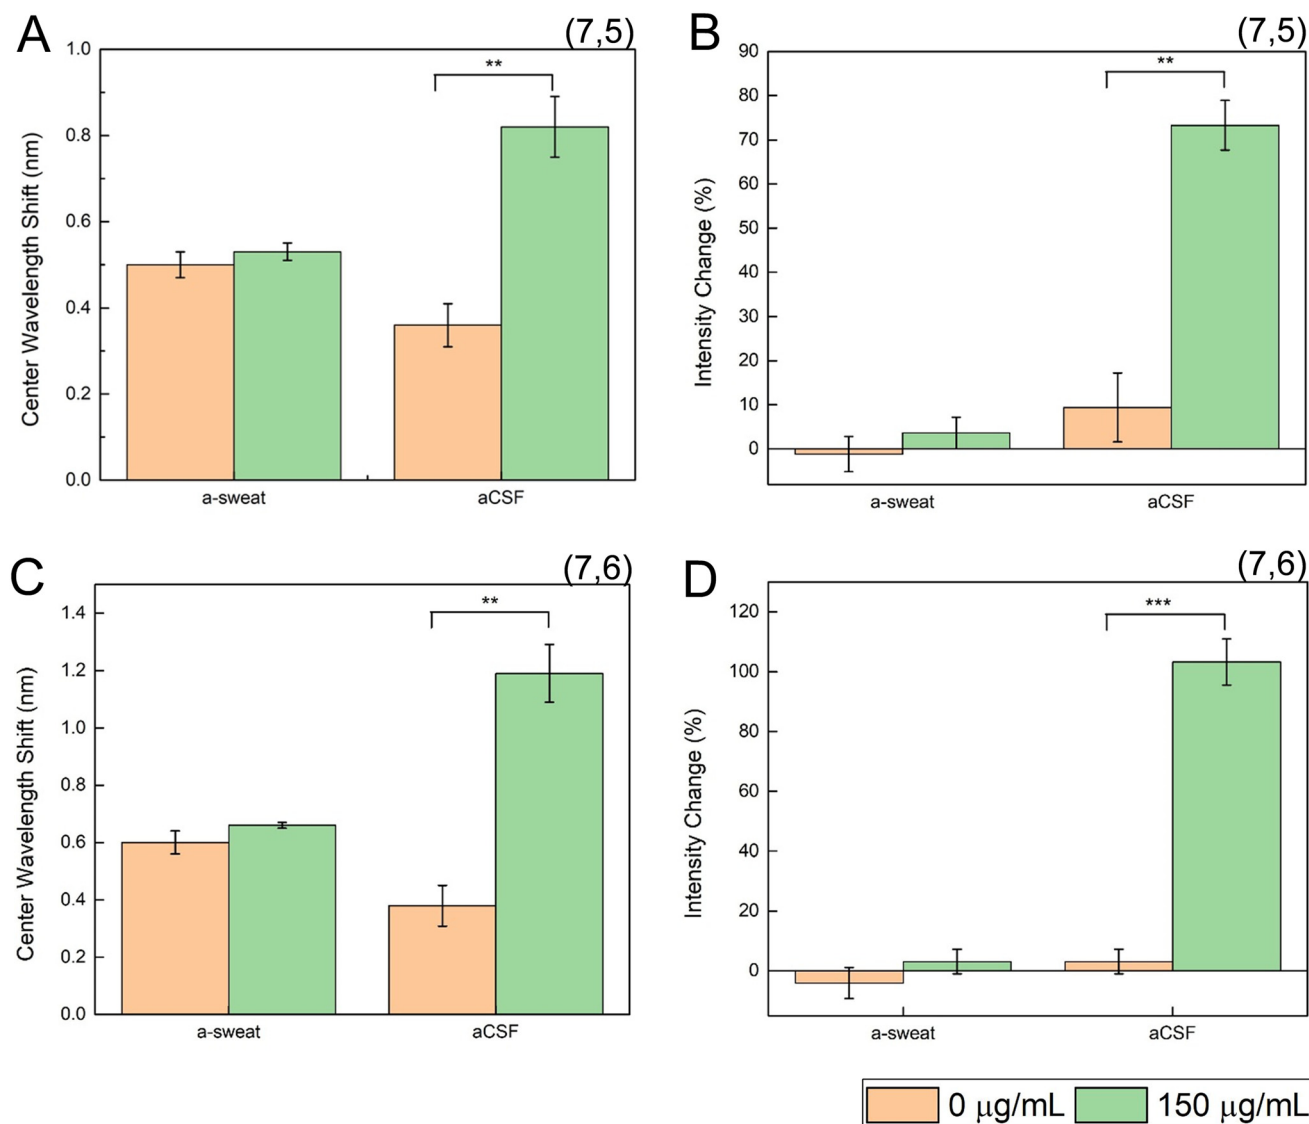 A
(7,5)
Center Wavelength Shift (nm)
1.0
0.8
0.6
0.4
0.2
0.0
**
a-sweat
aCSF
B
(7,5)
Intensity Change (%)
90
80
70
60
50
40
30
20
10
0
**
a-sweat
aCSF
C
(7,6)
Center Wavelength Shift (nm)
1.4
1.2
1.0
0.8
0.6
0.4
0.2
0.0
**
a-sweat
aCSF
D
(7,6)
Intensity Change (%)
120
100
80
60
40
20
0
***
a-sweat
aCSF
0 μg/mL 150 μg/mL